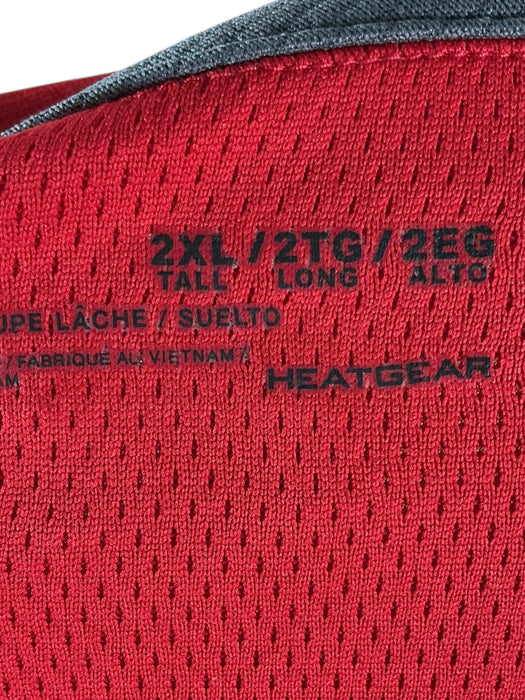 2XL / 2TG / 2EG
TALL LONG ALTO
UPE LÂCHE / SUELTO
/ FABRIQUÉ AU VIETNAM /
AM
HEATGEAR